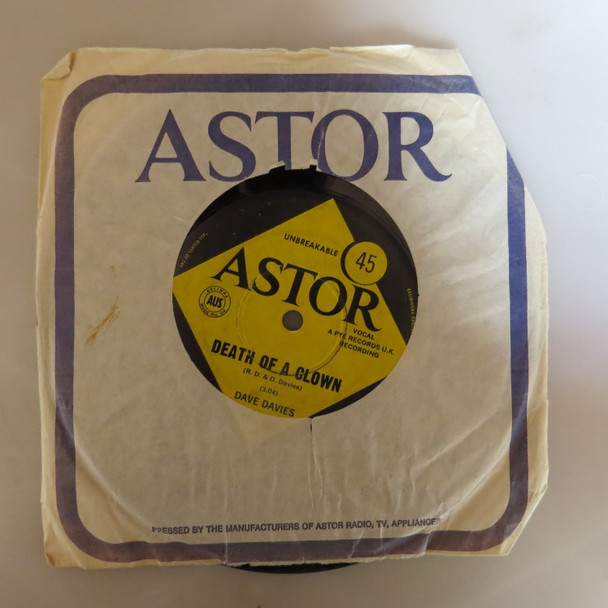 ASTOR
UNBREAKABLE
45
ASTOR
AUS
VOCAL
A PYE RECORDS U.K.
RECORDING
DEATH OF A CLOWN
(R. D. & D. Davies)
(3.04)
DAVE DAVIES
PRESSED BY THE MANUFACTURERS OF ASTOR RADIO, TV, APPLIANCES